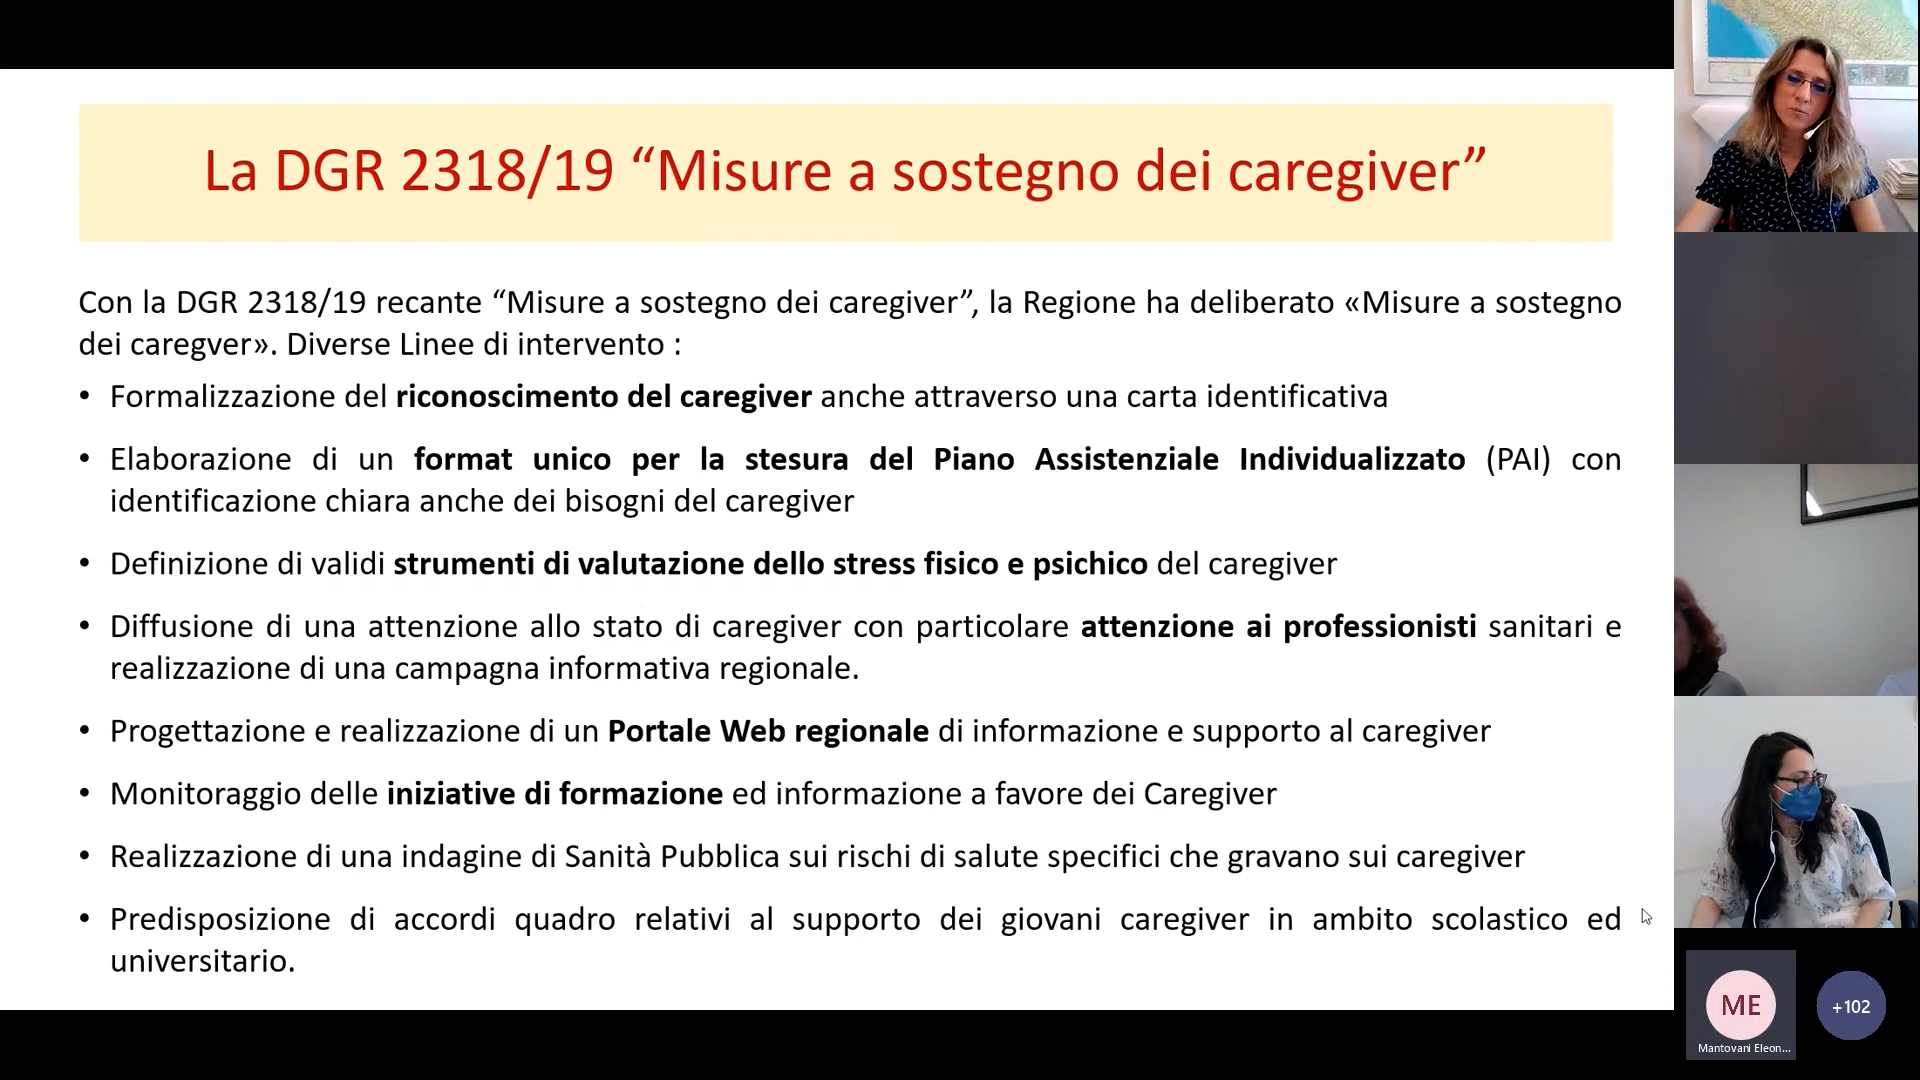 La DGR 2318/19 “Misure a sostegno dei caregiver”
Con la DGR 2318/19 recante “Misure a sostegno dei caregiver”, la Regione ha deliberato «Misure a sostegno
dei caregver». Diverse Linee di intervento :
• Formalizzazione del riconoscimento del caregiver anche attraverso una carta identificativa
• Elaborazione di un format unico per la stesura del Piano Assistenziale Individualizzato (PAI) con
identificazione chiara anche dei bisogni del caregiver
• Definizione di validi strumenti di valutazione dello stress fisico e psichico del caregiver
• Diffusione di una attenzione allo stato di caregiver con particolare attenzione ai professionisti sanitari e
realizzazione di una campagna informativa regionale.
• Progettazione e realizzazione di un Portale Web regionale di informazione e supporto al caregiver
• Monitoraggio delle iniziative di formazione ed informazione a favore dei Caregiver
• Realizzazione di una indagine di Sanità Pubblica sui rischi di salute specifici che gravano sui caregiver
• Predisposizione di accordi quadro relativi al supporto dei giovani caregiver in ambito scolastico ed
universitario.
ME
Mantovani Eleon...
+102